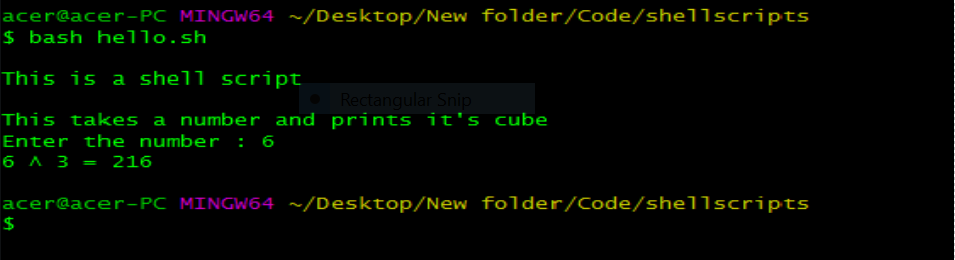 acer@acer-PC MINGW64 ~/Desktop/New folder/Code/shellscripts
$ bash hello.sh
This is a shell script
Rectangular Snip
This takes a number and prints it's cube
Enter the number : 6
6 ^ 3 = 216
acer@acer-PC MINGW64 ~/Desktop/New folder/Code/shellscripts
$